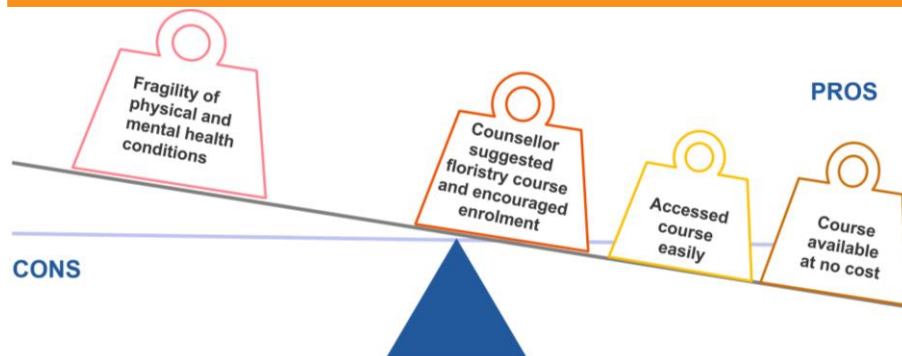 Fragility of
physical and
mental health
conditions
Counsellor
suggested
floristry course
and encouraged
enrolment
PROS
Accessed
course
easily
Course
available
at no cost
CONS